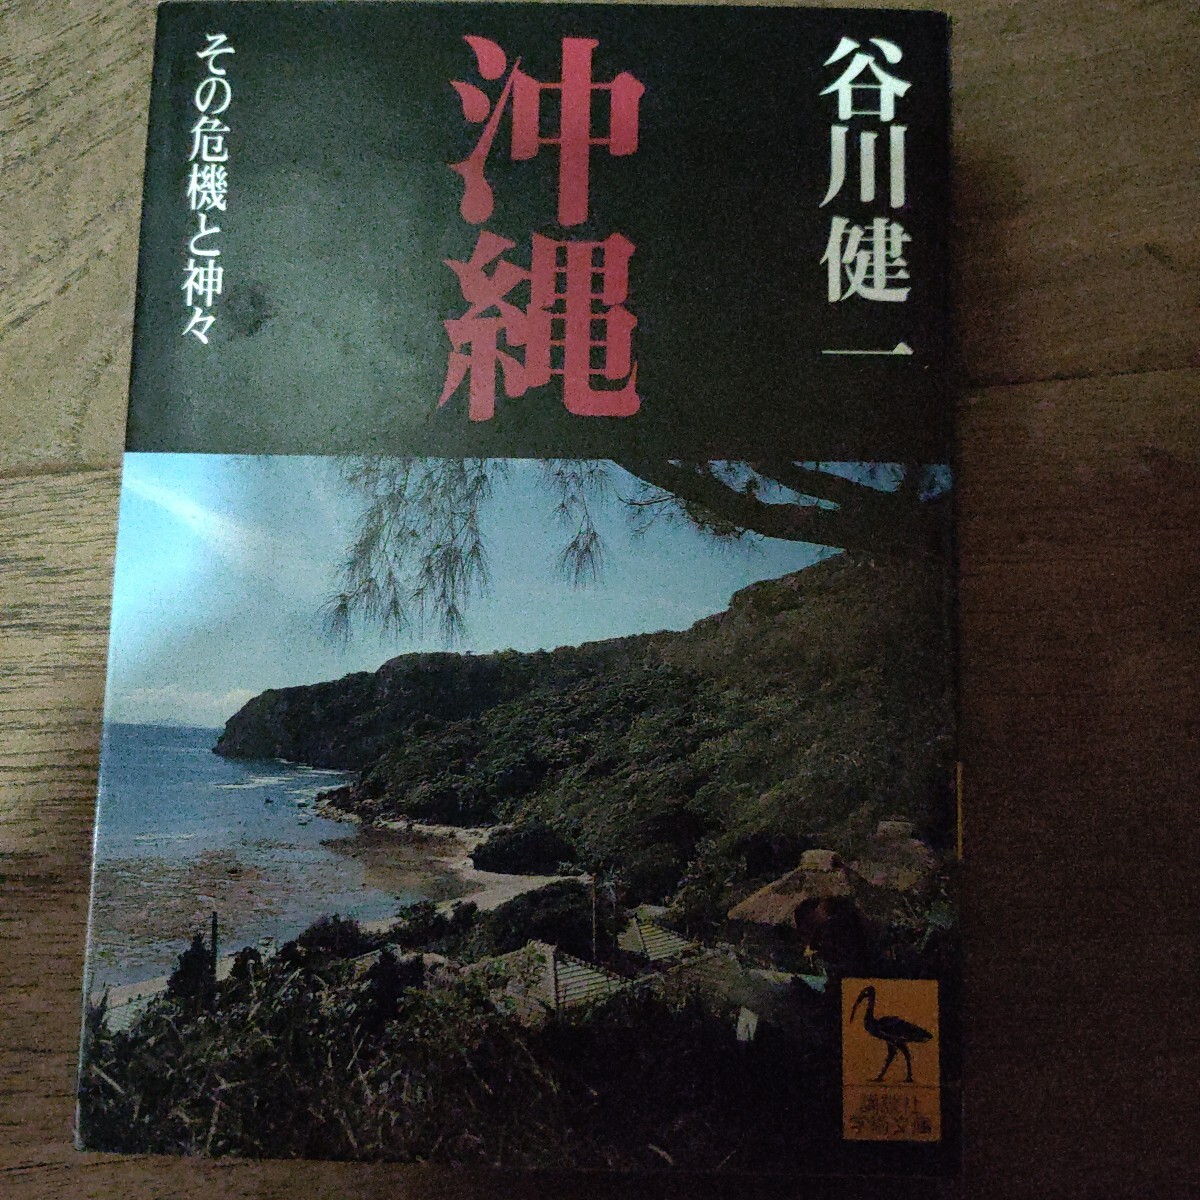 谷川健一
沖縄
その危機と神々
講談社
学術文庫